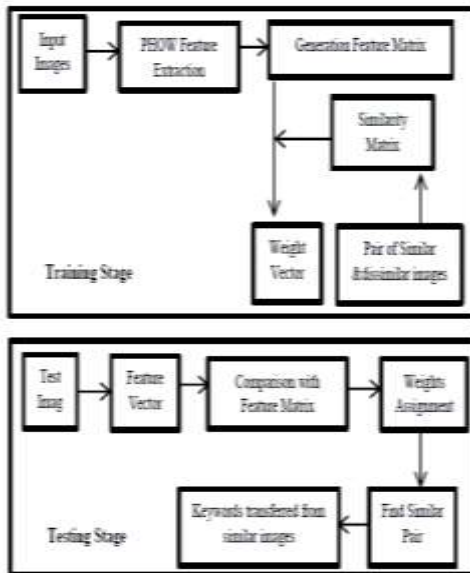 Input
Images
PHOW Feature
Extraction
Generation Feature Matrix
Similarity
Matrix
Weight
Vector
Pair of Similar
&dissimilar images
Training Stage
Test
Imag
Feature
Vector
Comparison with
Feature Matrix
Weights
Assignment
Keywords transferred from
similar images
Find Similar
Pair
Testing Stage